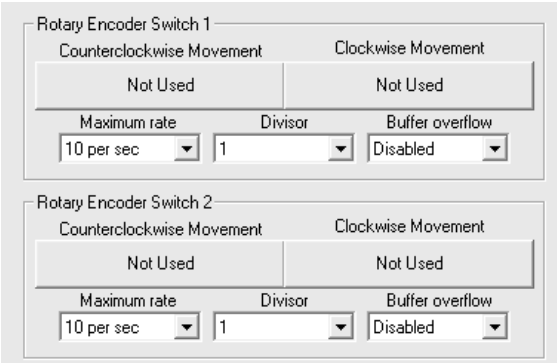 Rotary Encoder Switch 1
Counterclockwise Movement Clockwise Movement
Not Used Not Used
Maximum rate Divisor Buffer overflow
10 per sec 1 Disabled
Rotary Encoder Switch 2
Counterclockwise Movement Clockwise Movement
Not Used Not Used
Maximum rate Divisor Buffer overflow
10 per sec 1 Disabled